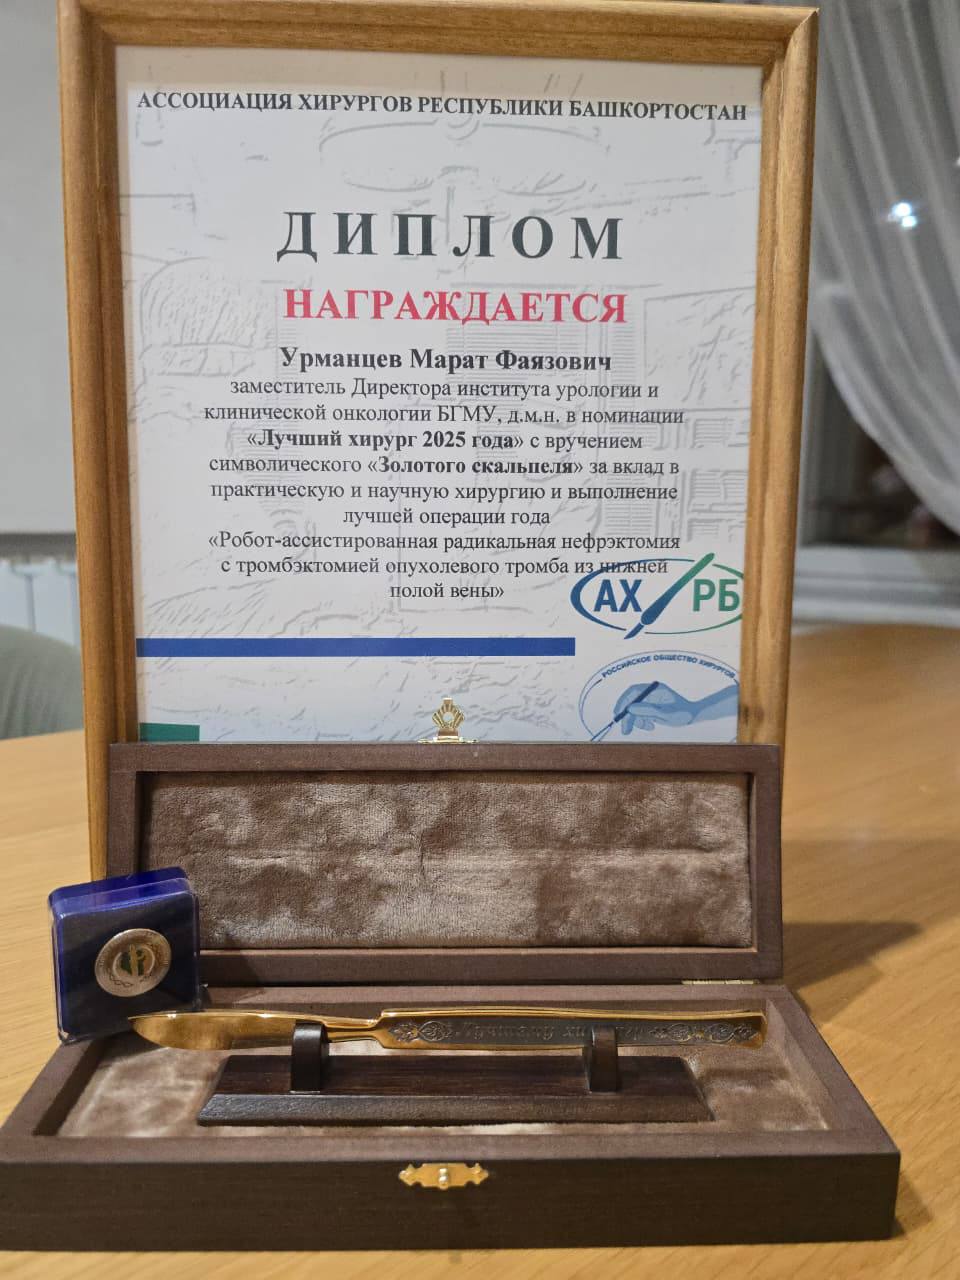 АССОЦИАЦИЯ ХИРУРГОВ РЕСПУБЛИКИ БАШКОРТОСТАН
ДИПЛОМ
НАГРАЖДАЕТСЯ
Урманцев Марат Фаязович
заместитель Директора института урологии и
клинической онкологии БГМУ, д.м.н. в номинации
«Лучший хирург 2025 года» с вручением
символического «Золотого скальпеля» за вклад в
практическую и научную хирургию и выполнение
лучшей операции года
«Робот-ассистированная радикальная нефрэктомия
с тромбэктомией опухолевого тромба из нижней
полой вены»
АХ РБ
РОССИЙСКОЕ ОБЩЕСТВО ХИРУРГОВ